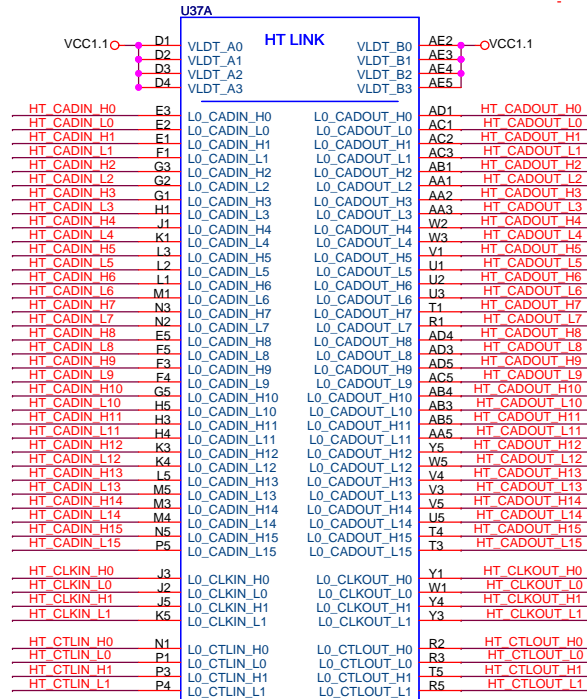 U37A
HT LINK
VCC1.1 D1 VLDT_A0 VLDT_B0 AE2 VCC1.1
D2 VLDT_A1 VLDT_B1 AE3
D3 VLDT_A2 VLDT_B2 AE4
D4 VLDT_A3 VLDT_B3 AE5
HT_CADIN_H0 E3 L0_CADIN_H0 L0_CADOUT_H0 AD1 HT_CADOUT_H0
HT_CADIN_L0 E2 L0_CADIN_L0 L0_CADOUT_L0 AC1 HT_CADOUT_L0
HT_CADIN_H1 E1 L0_CADIN_H1 L0_CADOUT_H1 AC2 HT_CADOUT_H1
HT_CADIN_L1 F1 L0_CADIN_L1 L0_CADOUT_L1 AC3 HT_CADOUT_L1
HT_CADIN_H2 G3 L0_CADIN_H2 L0_CADOUT_H2 AB1 HT_CADOUT_H2
HT_CADIN_L2 G2 L0_CADIN_L2 L0_CADOUT_L2 AA1 HT_CADOUT_L2
HT_CADIN_H3 G1 L0_CADIN_H3 L0_CADOUT_H3 AA2 HT_CADOUT_H3
HT_CADIN_L3 H1 L0_CADIN_L3 L0_CADOUT_L3 AA3 HT_CADOUT_L3
HT_CADIN_H4 J1 L0_CADIN_H4 L0_CADOUT_H4 W2 HT_CADOUT_H4
HT_CADIN_L4 K1 L0_CADIN_L4 L0_CADOUT_L4 W3 HT_CADOUT_L4
HT_CADIN_H5 L3 L0_CADIN_H5 L0_CADOUT_H5 V1 HT_CADOUT_H5
HT_CADIN_L5 L2 L0_CADIN_L5 L0_CADOUT_L5 U1 HT_CADOUT_L5
HT_CADIN_H6 L1 L0_CADIN_H6 L0_CADOUT_H6 U2 HT_CADOUT_H6
HT_CADIN_L6 M1 L0_CADIN_L6 L0_CADOUT_L6 U3 HT_CADOUT_L6
HT_CADIN_H7 N3 L0_CADIN_H7 L0_CADOUT_H7 T1 HT_CADOUT_H7
HT_CADIN_L7 N2 L0_CADIN_L7 L0_CADOUT_L7 R1 HT_CADOUT_L7
HT_CADIN_H8 E5 L0_CADIN_H8 L0_CADOUT_H8 AD4 HT_CADOUT_H8
HT_CADIN_L8 F5 L0_CADIN_L8 L0_CADOUT_L8 AD3 HT_CADOUT_L8
HT_CADIN_H9 F3 L0_CADIN_H9 L0_CADOUT_H9 AD5 HT_CADOUT_H9
HT_CADIN_L9 F4 L0_CADIN_L9 L0_CADOUT_L9 AC5 HT_CADOUT_L9
HT_CADIN_H10 G5 L0_CADIN_H10 L0_CADOUT_H10 AB4 HT_CADOUT_H10
HT_CADIN_L10 H5 L0_CADIN_L10 L0_CADOUT_L10 AB3 HT_CADOUT_L10
HT_CADIN_H11 H3 L0_CADIN_H11 L0_CADOUT_H11 AB5 HT_CADOUT_H11
HT_CADIN_L11 H4 L0_CADIN_L11 L0_CADOUT_L11 AA5 HT_CADOUT_L11
HT_CADIN_H12 K3 L0_CADIN_H12 L0_CADOUT_H12 Y5 HT_CADOUT_H12
HT_CADIN_L12 K4 L0_CADIN_L12 L0_CADOUT_L12 W5 HT_CADOUT_L12
HT_CADIN_H13 L5 L0_CADIN_H13 L0_CADOUT_H13 V4 HT_CADOUT_H13
HT_CADIN_L13 M5 L0_CADIN_L13 L0_CADOUT_L13 V3 HT_CADOUT_L13
HT_CADIN_H14 M3 L0_CADIN_H14 L0_CADOUT_H14 V5 HT_CADOUT_H14
HT_CADIN_L14 M4 L0_CADIN_L14 L0_CADOUT_L14 U5 HT_CADOUT_L14
HT_CADIN_H15 N5 L0_CADIN_H15 L0_CADOUT_H15 T4 HT_CADOUT_H15
HT_CADIN_L15 P5 L0_CADIN_L15 L0_CADOUT_L15 T3 HT_CADOUT_L15
HT_CLKIN_H0 J3 L0_CLKIN_H0 L0_CLKOUT_H0 Y1 HT_CLKOUT_H0
HT_CLKIN_L0 J2 L0_CLKIN_L0 L0_CLKOUT_L0 W1 HT_CLKOUT_L0
HT_CLKIN_H1 J5 L0_CLKIN_H1 L0_CLKOUT_H1 Y4 HT_CLKOUT_H1
HT_CLKIN_L1 K5 L0_CLKIN_L1 L0_CLKOUT_L1 Y3 HT_CLKOUT_L1
HT_CTLIN_H0 N1 L0_CTLIN_H0 L0_CTLOUT_H0 R2 HT_CTLOUT_H0
HT_CTLIN_L0 P1 L0_CTLIN_L0 L0_CTLOUT_L0 R3 HT_CTLOUT_L0
HT_CTLIN_H1 P3 L0_CTLIN_H1 L0_CTLOUT_H1 T5 HT_CTLOUT_H1
HT_CTLIN_L1 P4 L0_CTLIN_L1 L0_CTLOUT_L1 R5 HT_CTLOUT_L1